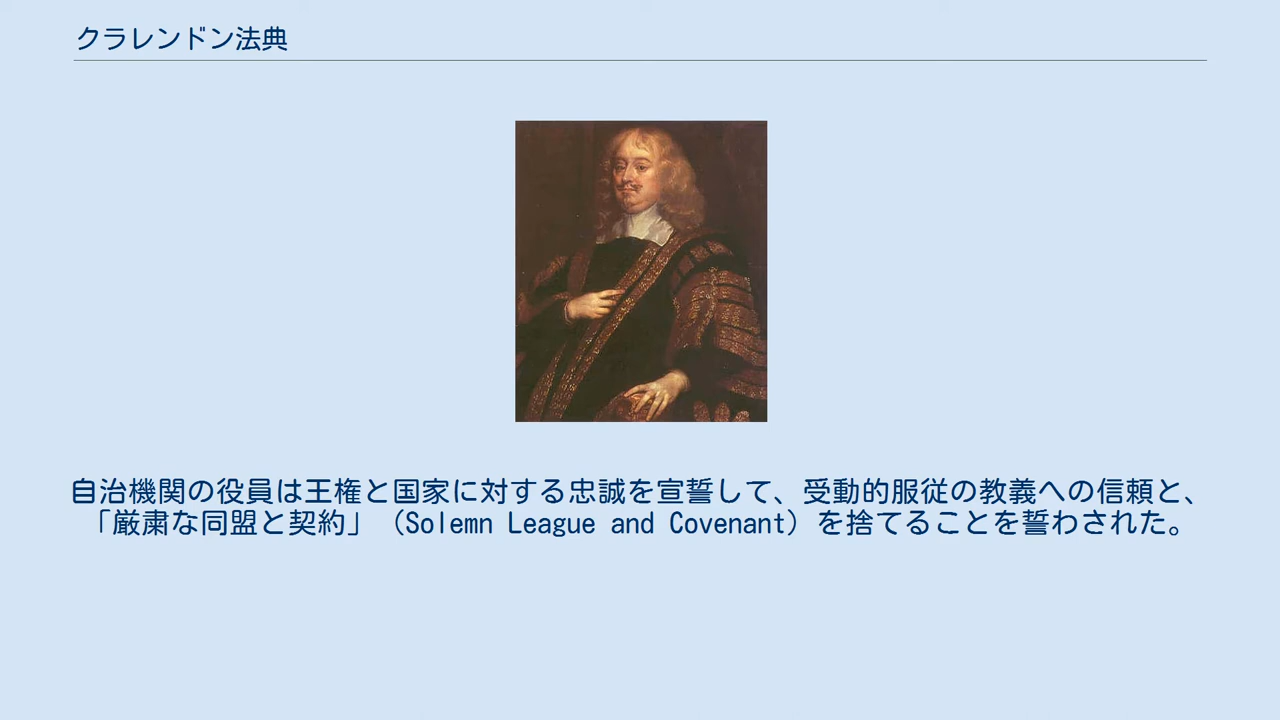 クラレンドン法典
自治機関の役員は王権と国家に対する忠誠を宣誓して、受動的服従の教義への信頼と、
「厳粛な同盟と契約」（Solemn League and Covenant）を捨てることを誓わされた。